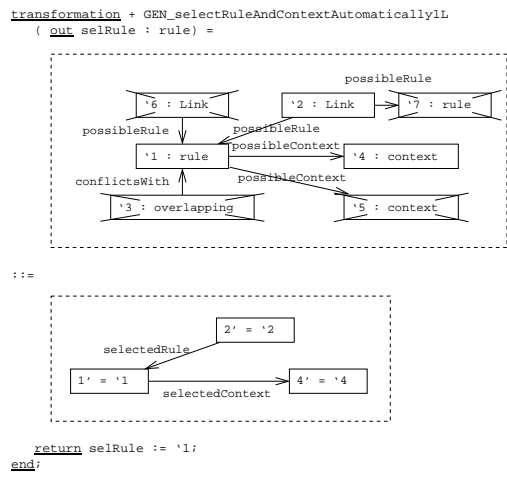 transformation + GEN_selectRuleAndContextAutomatically1L
( out selRule : rule) =
possibleRule
`6 : Link
`2 : Link
`7 : rule
possibleRule
possibleRule
possibleContext
`1 : rule
`4 : context
conflictsWith
possibleContext
`3 : overlapping
`5 : context
::=
2' = `2
selectedRule
1' = `1
4' = `4
selectedContext
return selRule := `1;
end;